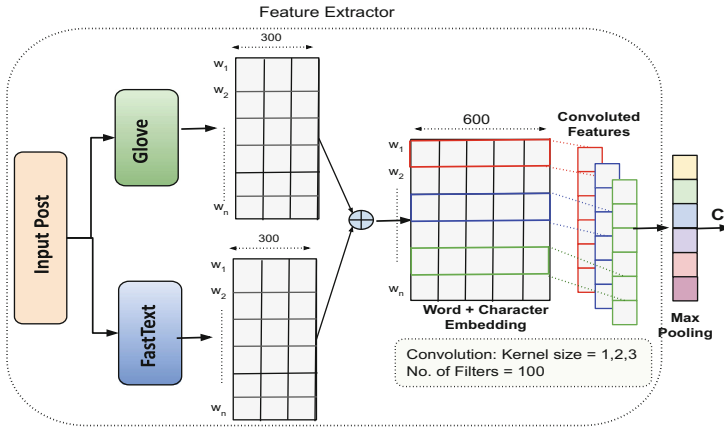 Feature Extractor
300
w1
w2
wn
Glove
Input Post
FastText
300
w1
w2
wn
600
w1
w2
wn
Word + Character
Embedding
Convoluted
Features
C
Max
Pooling
Convolution: Kernel size = 1,2,3
No. of Filters = 100